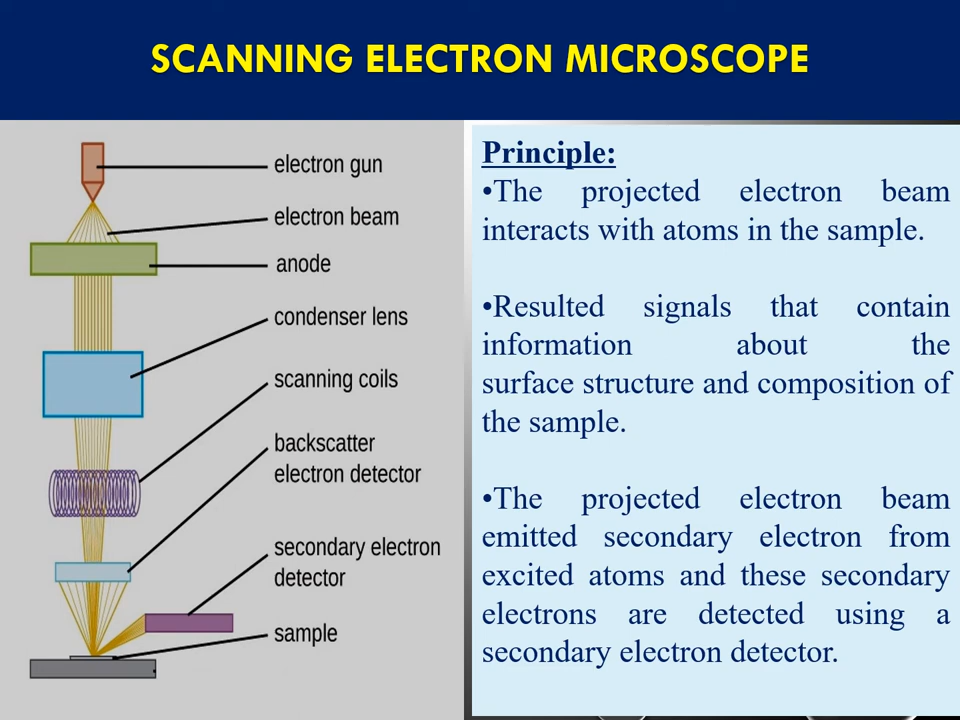 SCANNING ELECTRON MICROSCOPE
electron gun
electron beam
anode
condenser lens
scanning coils
backscatter
electron detector
secondary electron
detector
sample
Principle:
•The projected electron beam
interacts with atoms in the sample.
•Resulted signals that contain
information about the
surface structure and composition of
the sample.
•The projected electron beam
emitted secondary electron from
excited atoms and these secondary
electrons are detected using a
secondary electron detector.